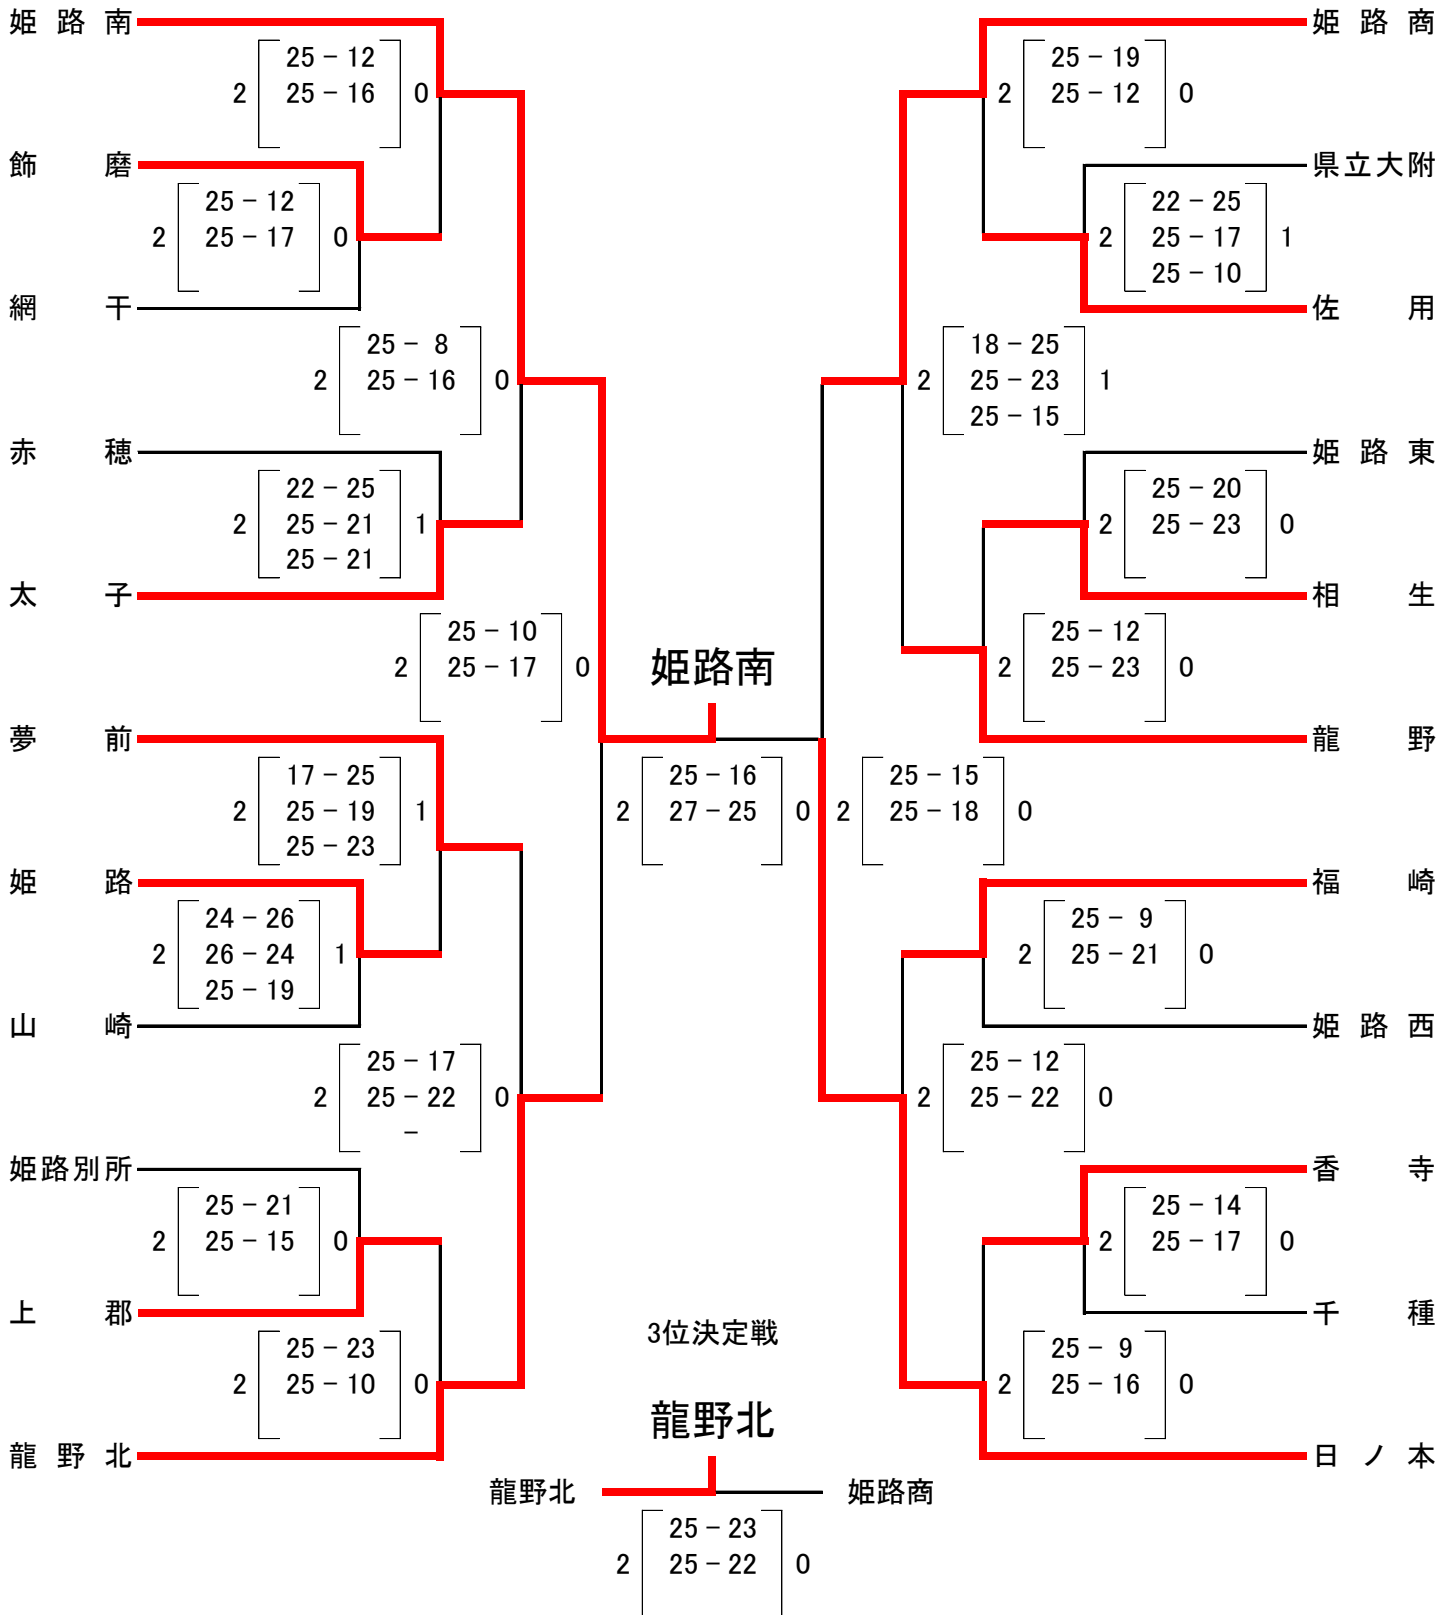 姫路南
25 − 12
2 25 − 16 0
飾磨
25 − 12
2 25 − 17 0
網干
25 − 8
2 25 − 16 0
赤穂
22 − 25
2 25 − 21 1
25 − 21
太子
25 − 10
2 25 − 17 0
夢前
17 − 25
2 25 − 19 1
25 − 23
姫路
24 − 26
2 26 − 24 1
25 − 19
山崎
25 − 17
2 25 − 22 0
−
姫路別所
25 − 21
2 25 − 15 0
上郡
25 − 23
2 25 − 10 0
龍野北
姫路南
25 − 16
2 27 − 25 0
姫路商
25 − 19
2 25 − 12 0
県立大附
22 − 25
2 25 − 17 1
25 − 10
佐用
18 − 25
2 25 − 23 1
25 − 15
姫路東
25 − 20
2 25 − 23 0
相生
25 − 12
2 25 − 23 0
龍野
25 − 15
2 25 − 18 0
福崎
25 − 9
2 25 − 21 0
姫路西
25 − 12
2 25 − 22 0
香寺
25 − 14
2 25 − 17 0
千種
25 − 9
2 25 − 16 0
日ノ本
3位決定戦
龍野北
龍野北 姫路商
25 − 23
2 25 − 22 0